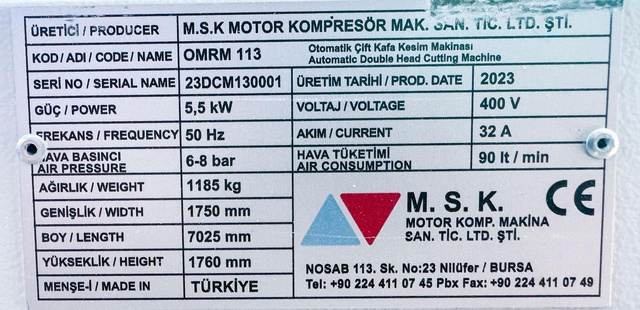 ÜRETİCİ / PRODUCER M.S.K MOTOR KOMPRESÖR MAK. SAN. TİC. LTD. ŞTİ.
KOD / ADI / CODE / NAME OMRM 113 Otomatik Çift Kafa Kesim Makinası
Automatic Double Head Cutting Machine
SERİ NO / SERIAL NAME 23DCM130001 ÜRETİM TARİHİ / PROD. DATE 2023
GÜÇ / POWER 5,5 kW VOLTAJ / VOLTAGE 400 V
FREKANS / FREQUENCY 50 Hz AKIM / CURRENT 32 A
HAVA BASINCI
AIR PRESSURE 6-8 bar HAVA TÜKETİMİ
AIR CONSUMPTION 90 lt / min
AĞIRLIK / WEIGHT 1185 kg
GENİŞLİK / WIDTH 1750 mm
BOY / LENGTH 7025 mm
YÜKSEKLİK / HEIGHT 1760 mm
MENŞE-İ / MADE IN TÜRKİYE
M. S. K. CE
MOTOR KOMP. MAKİNA
SAN. TİC. LTD. ŞTİ.
NOSAB 113. Sk. No:23 Nilüfer / BURSA
Tel: +90 224 411 07 45 Pbx Fax: +90 224 411 07 49